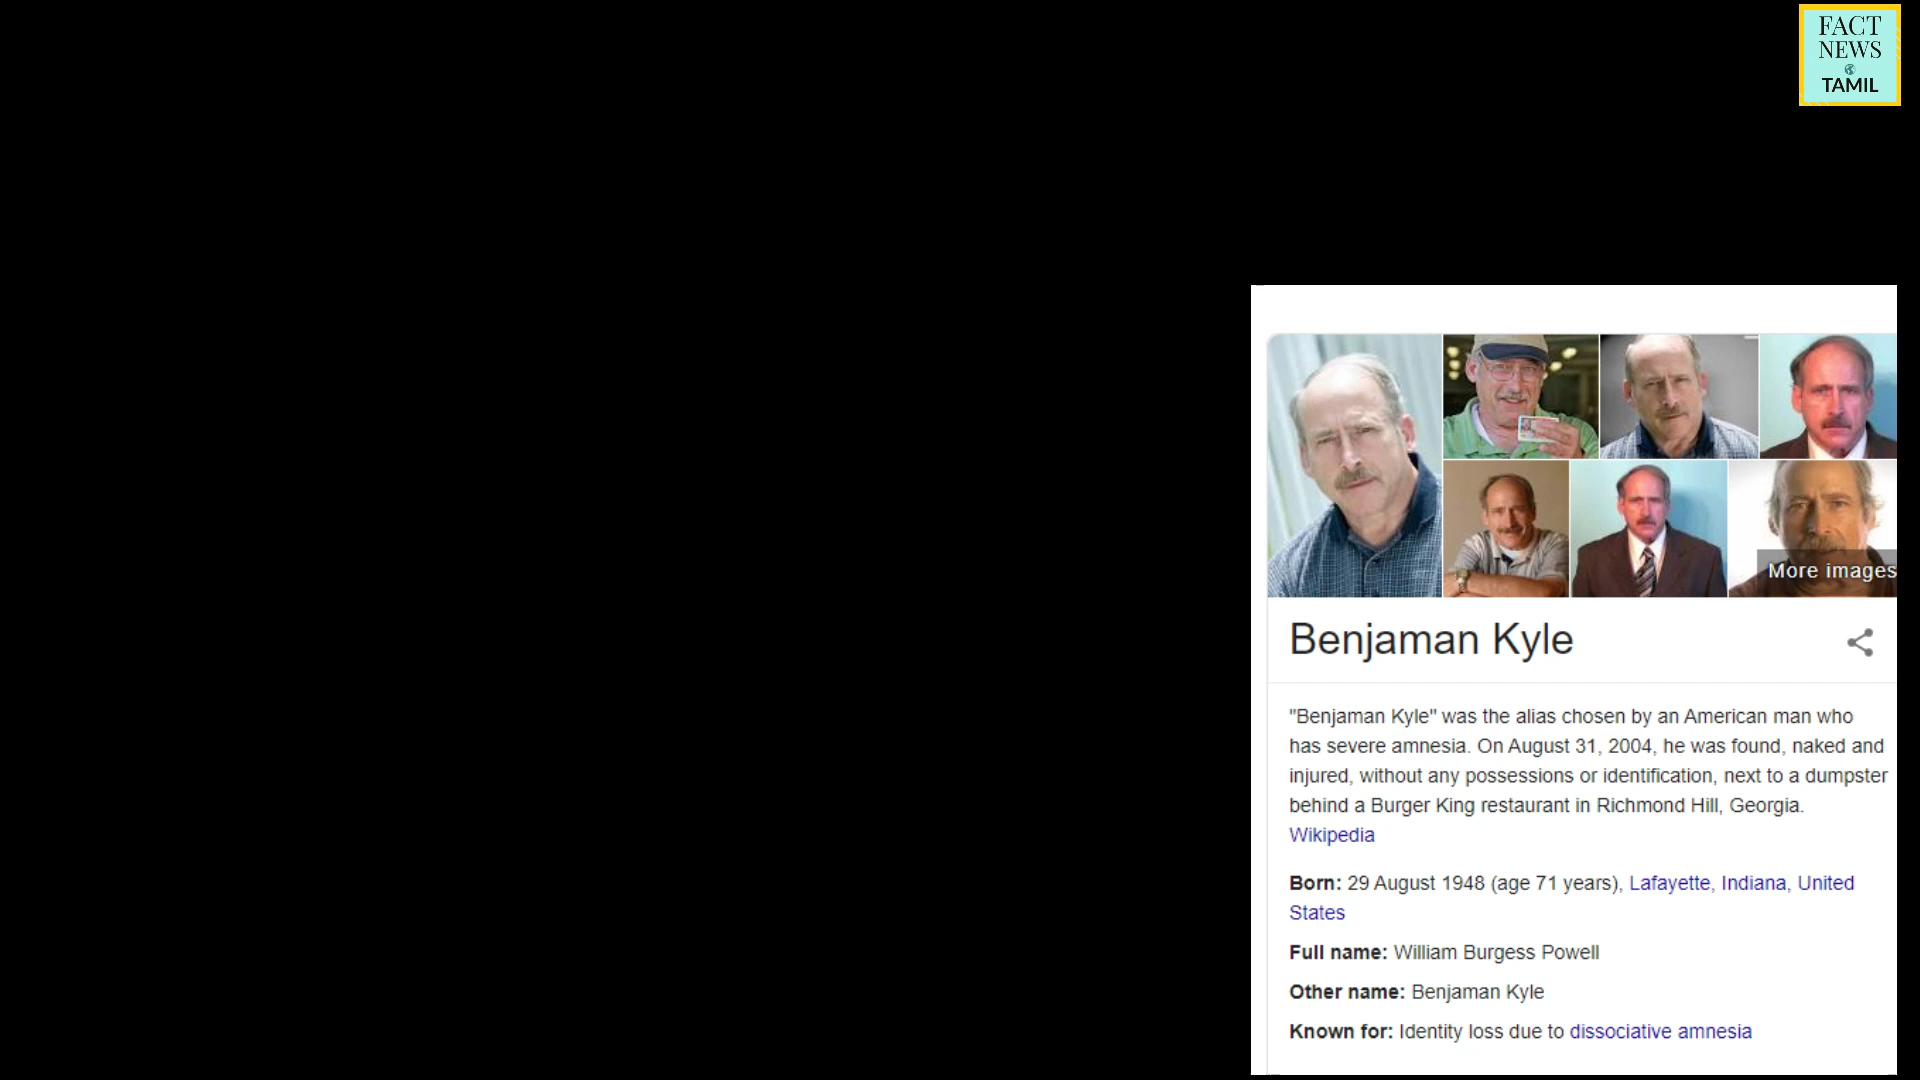 FACT
NEWS
TAMIL
More images
Benjaman Kyle
"Benjaman Kyle" was the alias chosen by an American man who
has severe amnesia. On August 31, 2004, he was found, naked and
injured, without any possessions or identification, next to a dumpster
behind a Burger King restaurant in Richmond Hill, Georgia.
Wikipedia
Born: 29 August 1948 (age 71 years), Lafayette, Indiana, United
States
Full name: William Burgess Powell
Other name: Benjaman Kyle
Known for: Identity loss due to dissociative amnesia